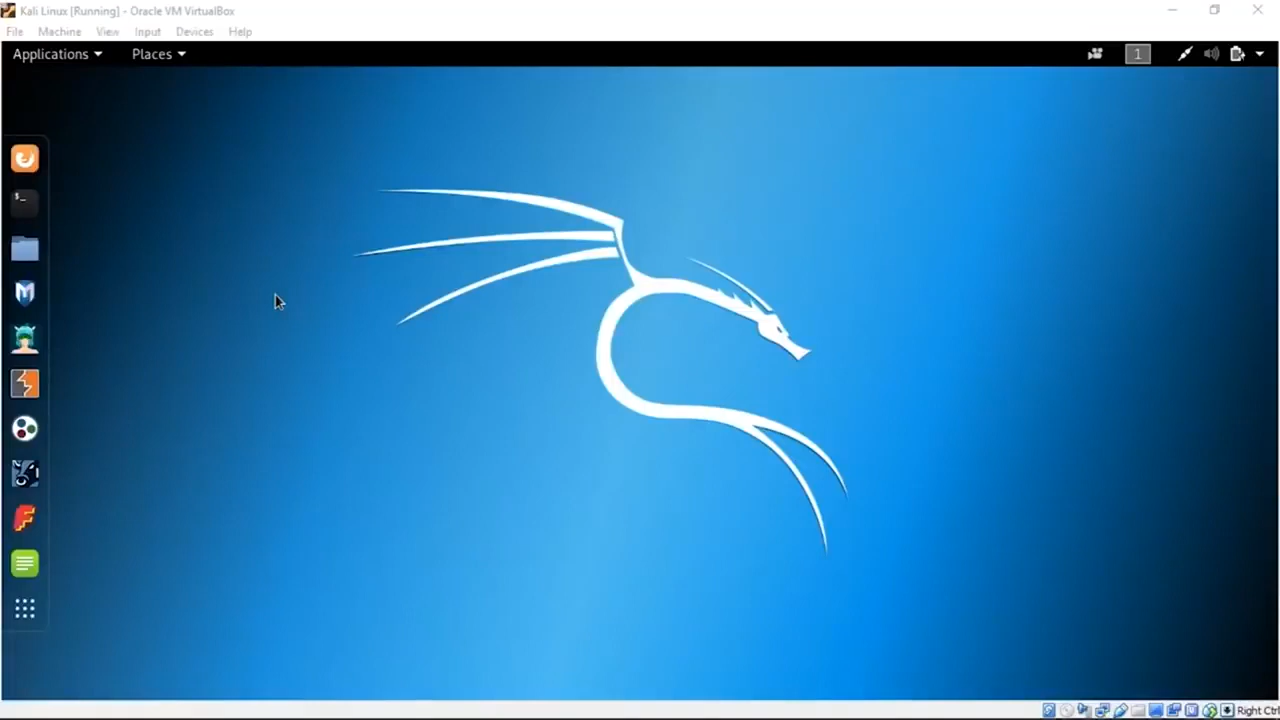 Kali Linux [Running] - Oracle VM VirtualBox
File Machine View Input Devices Help
Applications Places 1
Right Ctrl